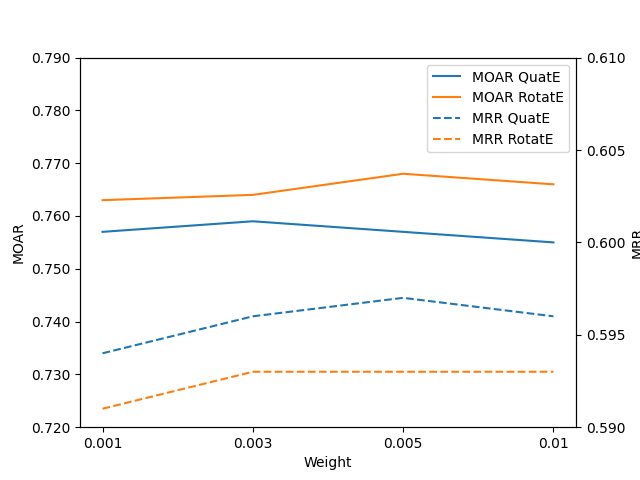 MOAR QuatE
MOAR RotatE
MRR QuatE
MRR RotatE
0.790
0.780
0.770
0.760
0.750
0.740
0.730
0.720
MOAR
0.610
0.605
0.600
0.595
0.590
MRR
0.001
0.003
0.005
0.01
Weight